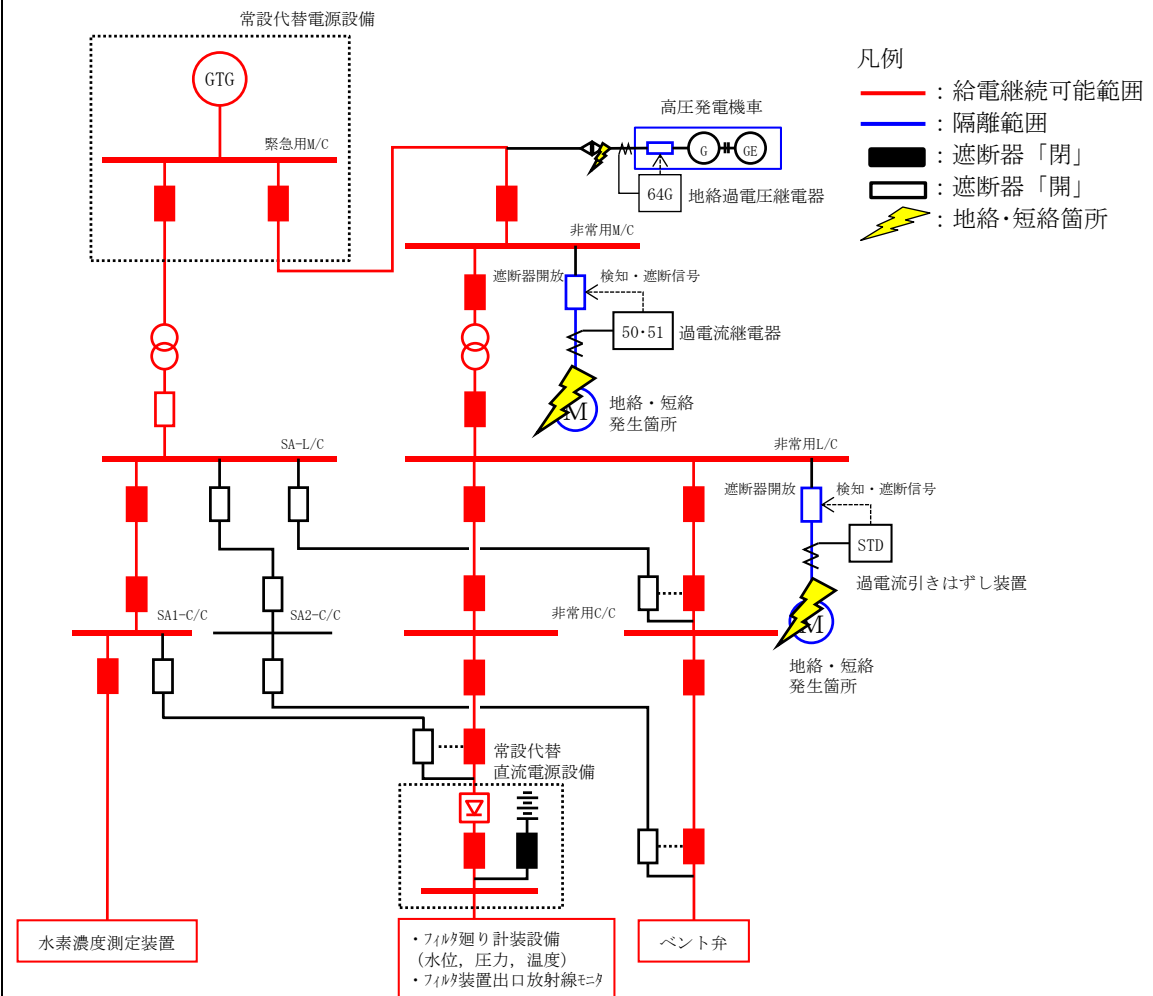 常設代替電源設備
GTG
緊急用M/C
高圧発電機車
G
GE
64G
地絡過電圧継電器
凡例
：給電継続可能範囲
：隔離範囲
：遮断器「閉」
：遮断器「開」
：地絡・短絡箇所
非常用M/C
遮断器開放
検知・遮断信号
50・51
過電流継電器
M
地絡・短絡
発生箇所
SA-L/C
非常用L/C
遮断器開放
検知・遮断信号
STD
過電流引きはずし装置
M
地絡・短絡
発生箇所
SA1-C/C
SA2-C/C
非常用C/C
常設代替
直流電源設備
水素濃度測定装置
・フィルタ廻り計装設備
（水位，圧力，温度）
・フィルタ装置出口放射線モニタ
ベント弁